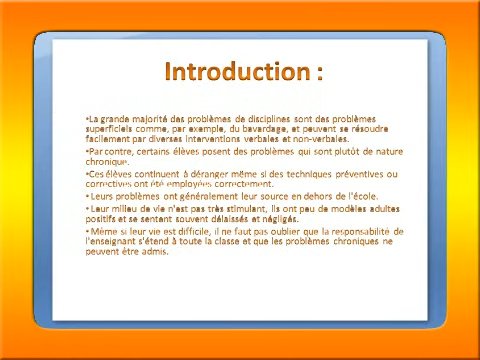 Introduction :
•La grande majorité des problèmes de disciplines sont des problèmes
superficiels comme, par exemple, du bavardage, et peuvent se résoudre
facilement par diverses interventions verbales et non-verbales.
•Par contre, certains élèves posent des problèmes qui sont plutôt de nature
chronique.
•Ces élèves continuent à déranger même si des techniques préventives ou
correctives ont été employées correctement.
• Leurs problèmes ont généralement leur source en dehors de l'école.
• Leur milieu de vie n'est pas très stimulant, ils ont peu de modèles adultes
positifs et se sentent souvent délaissés et négligés.
• Même si leur vie est difficile, il ne faut pas oublier que la responsabilité de
l'enseignant s'étend à toute la classe et que les problèmes chroniques ne
peuvent être admis.